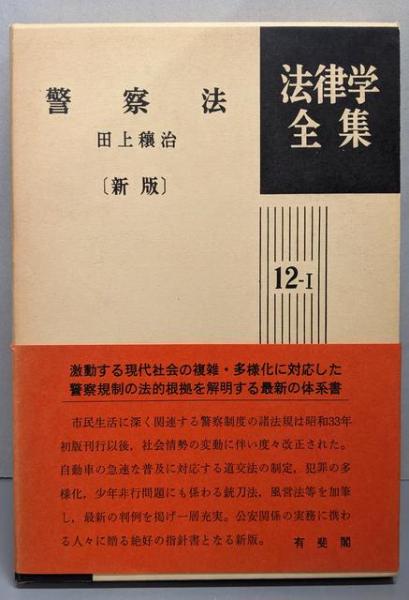 法律学
全集
警察法
田上穣治
〔新版〕
12-I
激動する現代社会の複雑・多様化に対応した
警察規制の法的根拠を解明する最新の体系書
市民生活に深く関連する警察制度の諸法規は昭和33年
初版刊行以後，社会情勢の変動に伴い度々改正された。
自動車の急速な普及に対応する道交法の制定，犯罪の多
様化，少年非行問題にも係わる銃刀法，風営法等を加筆
し，最新の判例を掲げ一層充実。公安関係の実務に携わ
る人々に贈る絶好の指針書となる新版。
有斐閣